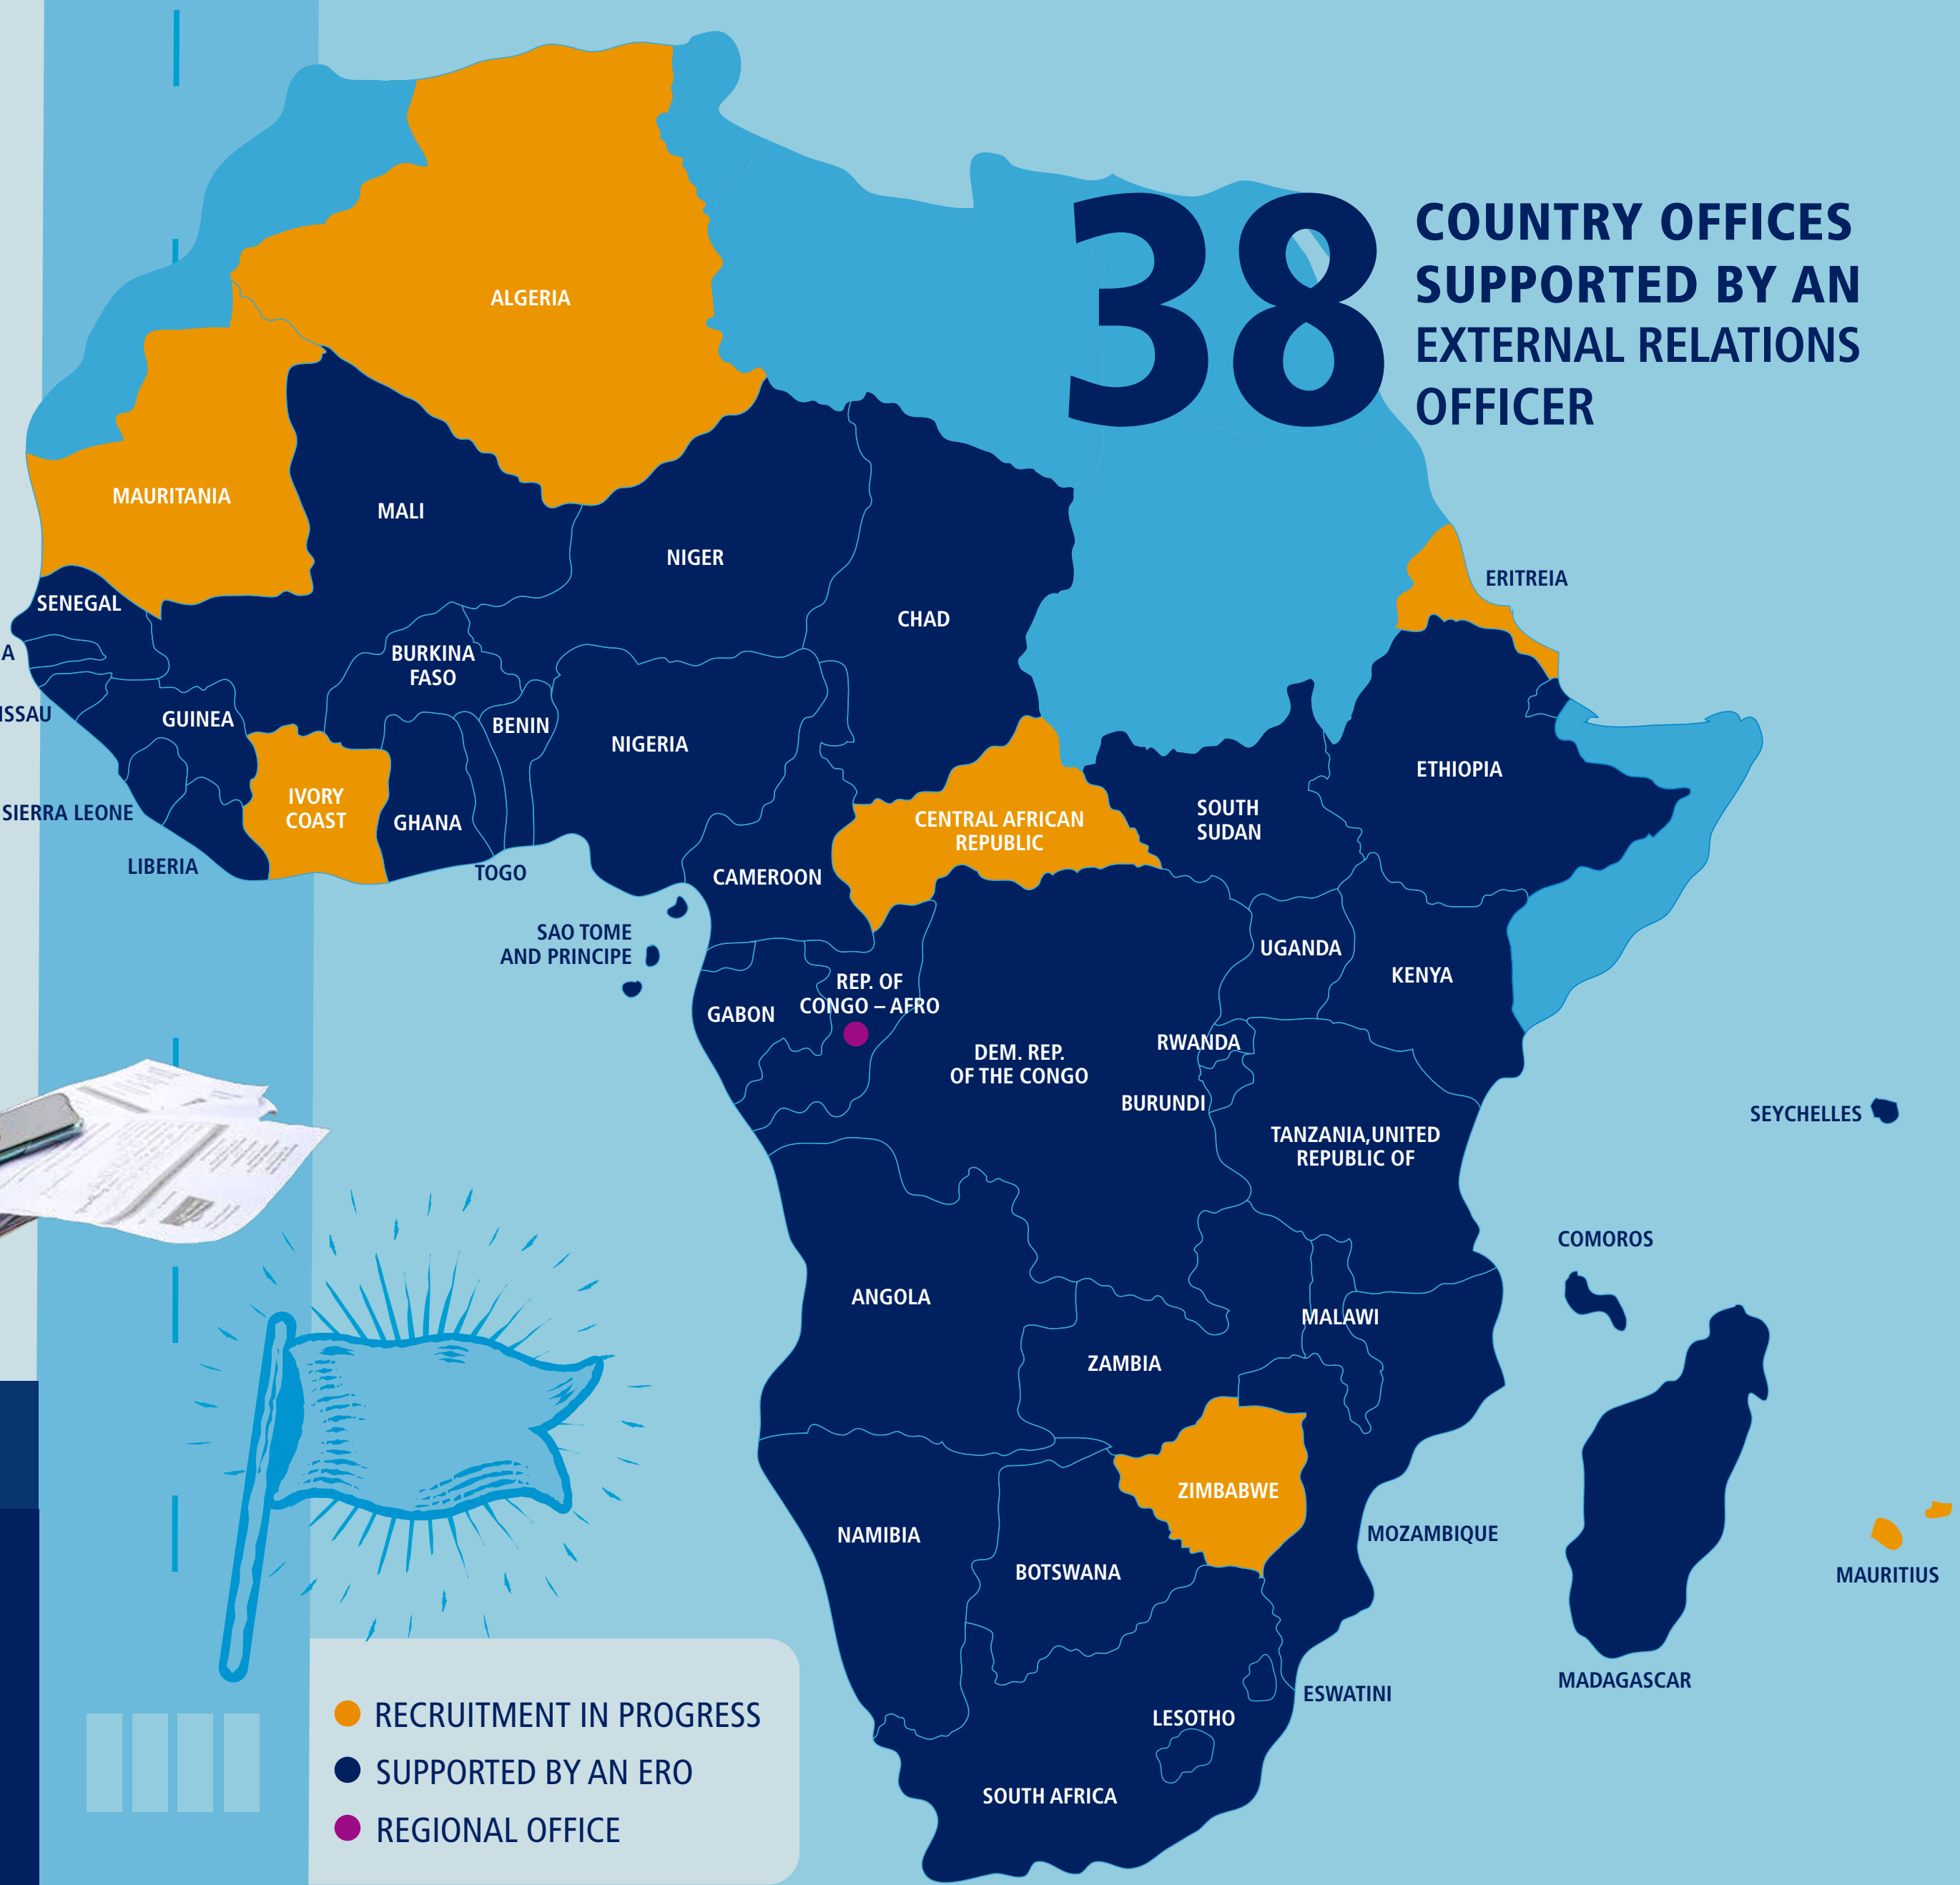 38
COUNTRY OFFICES
SUPPORTED BY AN
EXTERNAL RELATIONS
OFFICER
ALGERIA
MAURITANIA
MALI
NIGER
CHAD
ERITREIA
SENEGAL
A
BURKINA
FASO
ISSAU
GUINEA
BENIN
NIGERIA
ETHIOPIA
IVORY
COAST
GHANA
SIERRA LEONE
LIBERIA
TOGO
CENTRAL AFRICAN
REPUBLIC
SOUTH
SUDAN
CAMEROON
SAO TOME
AND PRINCIPE
UGANDA
KENYA
GABON
REP. OF
CONGO – AFRO
DEM. REP.
OF THE CONGO
RWANDA
BURUNDI
TANZANIA,UNITED
REPUBLIC OF
SEYCHELLES
COMOROS
ANGOLA
MALAWI
ZAMBIA
ZIMBABWE
NAMIBIA
BOTSWANA
MOZAMBIQUE
MAURITIUS
MADAGASCAR
ESWATINI
LESOTHO
SOUTH AFRICA
RECRUITMENT IN PROGRESS
SUPPORTED BY AN ERO
REGIONAL OFFICE